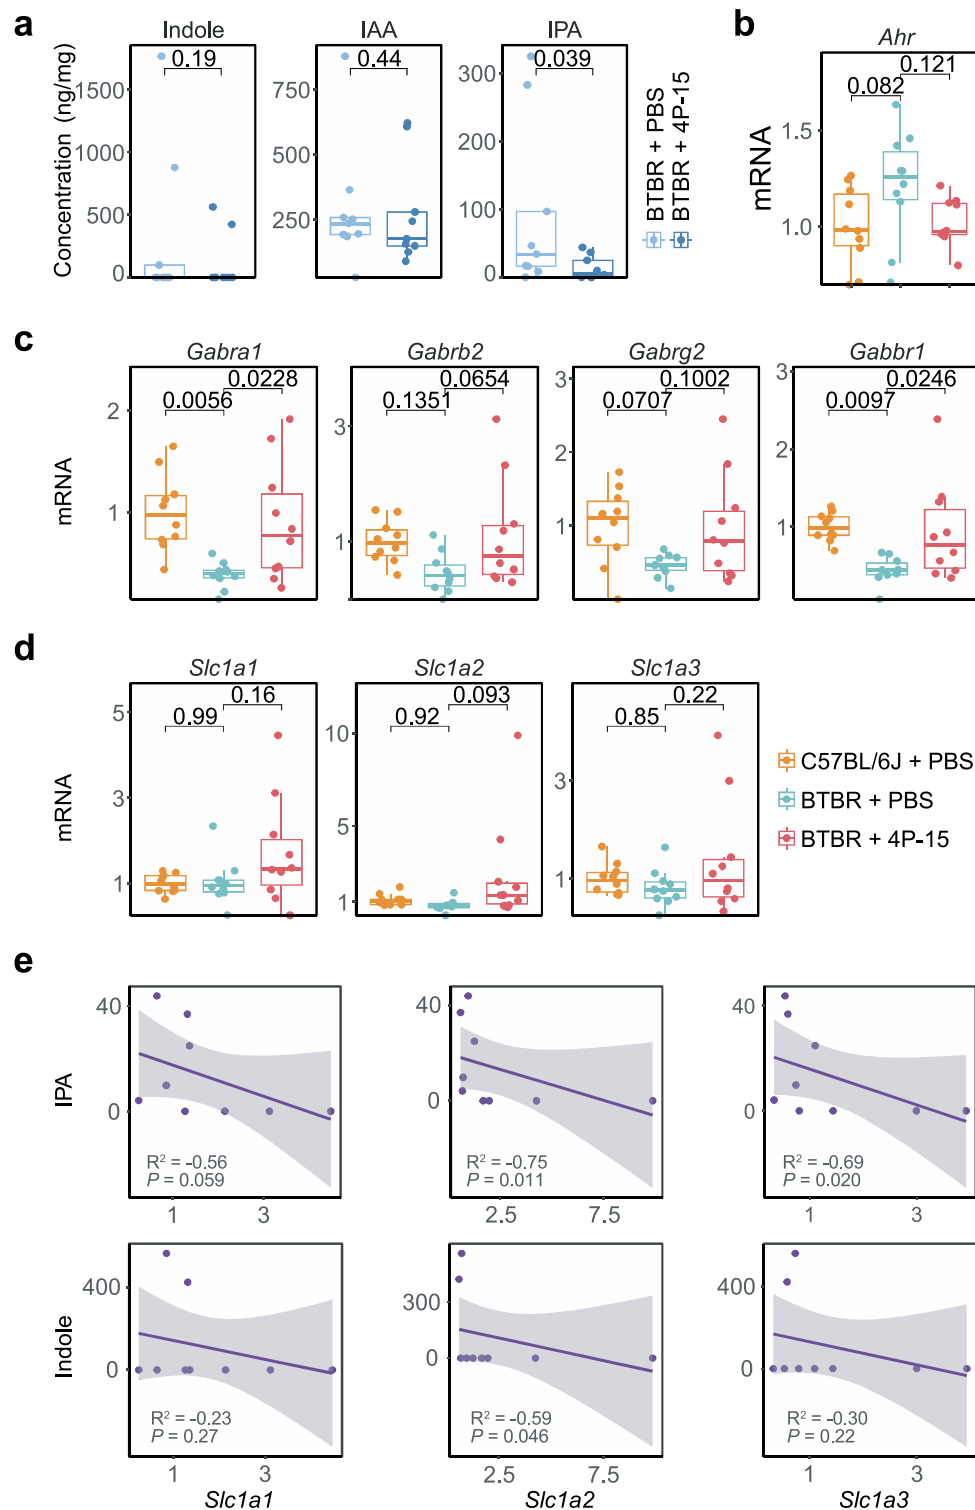 a
Indole
IAA
IPA
Concentration (ng/mg)
0.19
0.44
0.039
1500
1000
500
0
750
500
250
300
200
100
0
BTBR + PBS
BTBR + 4P-15
b
Ahr
mRNA
0.082
0.121
1.5
1.0
c
Gabra1
Gabrb2
Gabrg2
Gabbr1
mRNA
0.0056
0.0228
0.1351
0.0654
0.0707
0.1002
0.0097
0.0246
2
1
3
1
3
2
1
3
2
1
d
Slc1a1
Slc1a2
Slc1a3
mRNA
0.99
0.16
0.92
0.093
0.85
0.22
5
3
1
10
5
1
3
1
C57BL/6J + PBS
BTBR + PBS
BTBR + 4P-15
e
IPA
40
0
R² = -0.56
P = 0.059
1 3
40
0
R² = -0.75
P = 0.011
2.5 7.5
40
0
R² = -0.69
P = 0.020
1 3
Indole
400
0
R² = -0.23
P = 0.27
1 3
Slc1a1
300
0
R² = -0.59
P = 0.046
2.5 7.5
Slc1a2
400
0
R² = -0.30
P = 0.22
1 3
Slc1a3